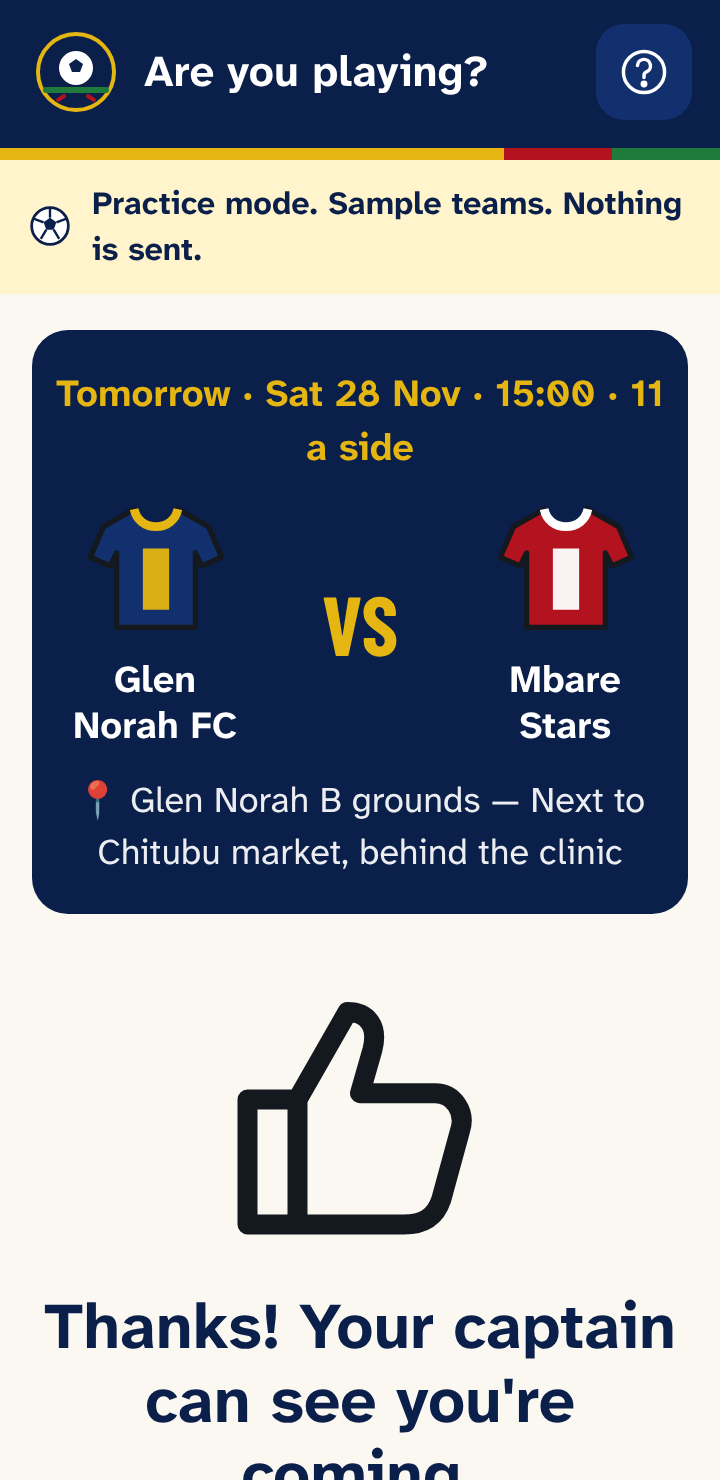 Are you playing?
Practice mode. Sample teams. Nothing
is sent.
Tomorrow · Sat 28 Nov · 15:00 · 11
a side
VS
Glen
Norah FC
Mbare
Stars
📍 Glen Norah B grounds — Next to
Chitubu market, behind the clinic
Thanks! Your captain
can see you're
coming